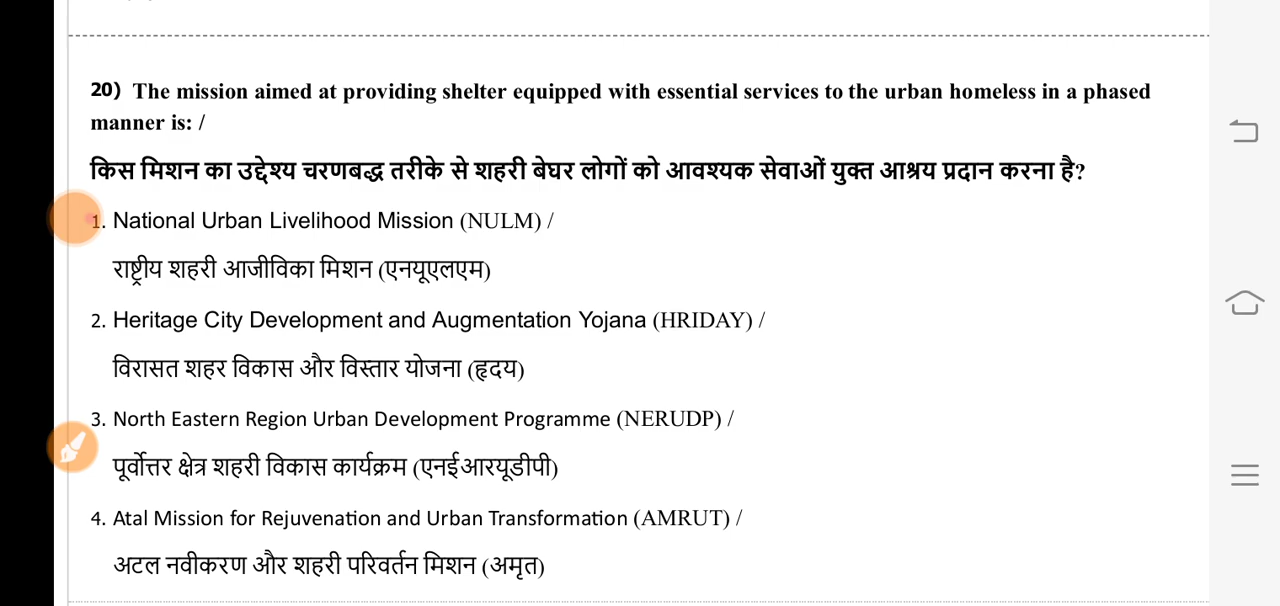 20) The mission aimed at providing shelter equipped with essential services to the urban homeless in a phased
manner is: /
किस मिशन का उद्देश्य चरणबद्ध तरीके से शहरी बेघर लोगों को आवश्यक सेवाओं युक्त आश्रय प्रदान करना है?
1. National Urban Livelihood Mission (NULM) /
राष्ट्रीय शहरी आजीविका मिशन (एनयूएलएम)
2. Heritage City Development and Augmentation Yojana (HRIDAY) /
विरासत शहर विकास और विस्तार योजना (हृदय)
3. North Eastern Region Urban Development Programme (NERUDP) /
पूर्वोत्तर क्षेत्र शहरी विकास कार्यक्रम (एनईआरयूडीपी)
4. Atal Mission for Rejuvenation and Urban Transformation (AMRUT) /
अटल नवीकरण और शहरी परिवर्तन मिशन (अमृत)